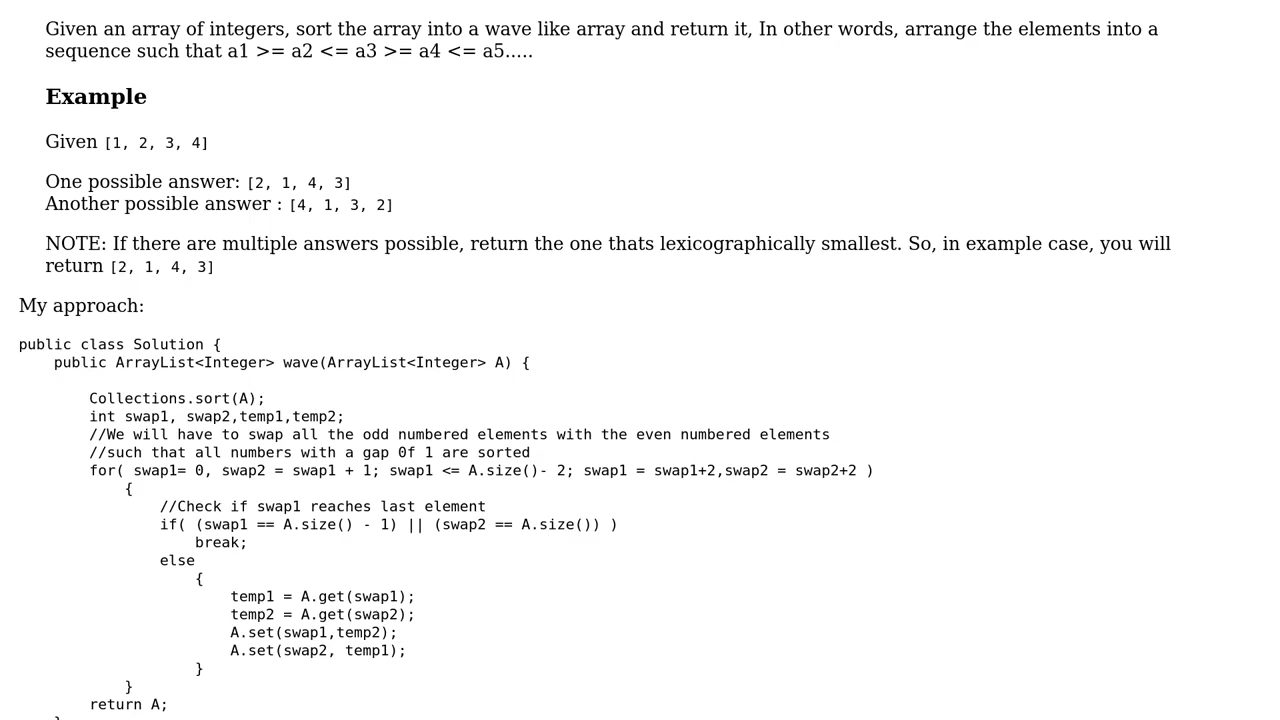 Given an array of integers, sort the array into a wave like array and return it, In other words, arrange the elements into a
sequence such that a1 >= a2 <= a3 >= a4 <= a5.....
Example
Given [1, 2, 3, 4]
One possible answer: [2, 1, 4, 3]
Another possible answer : [4, 1, 3, 2]
NOTE: If there are multiple answers possible, return the one thats lexicographically smallest. So, in example case, you will
return [2, 1, 4, 3]
My approach:
public class Solution {
    public ArrayList<Integer> wave(ArrayList<Integer> A) {
        Collections.sort(A);
        int swap1, swap2,temp1,temp2;
        //We will have to swap all the odd numbered elements with the even numbered elements
        //such that all numbers with a gap 0f 1 are sorted
        for( swap1= 0, swap2 = swap1 + 1; swap1 <= A.size()- 2; swap1 = swap1+2,swap2 = swap2+2 )
            {
                //Check if swap1 reaches last element
                if( (swap1 == A.size() - 1) || (swap2 == A.size()) )
                    break;
                else
                    {
                        temp1 = A.get(swap1);
                        temp2 = A.get(swap2);
                        A.set(swap1,temp2);
                        A.set(swap2, temp1);
                    }
            }
        return A;
    }